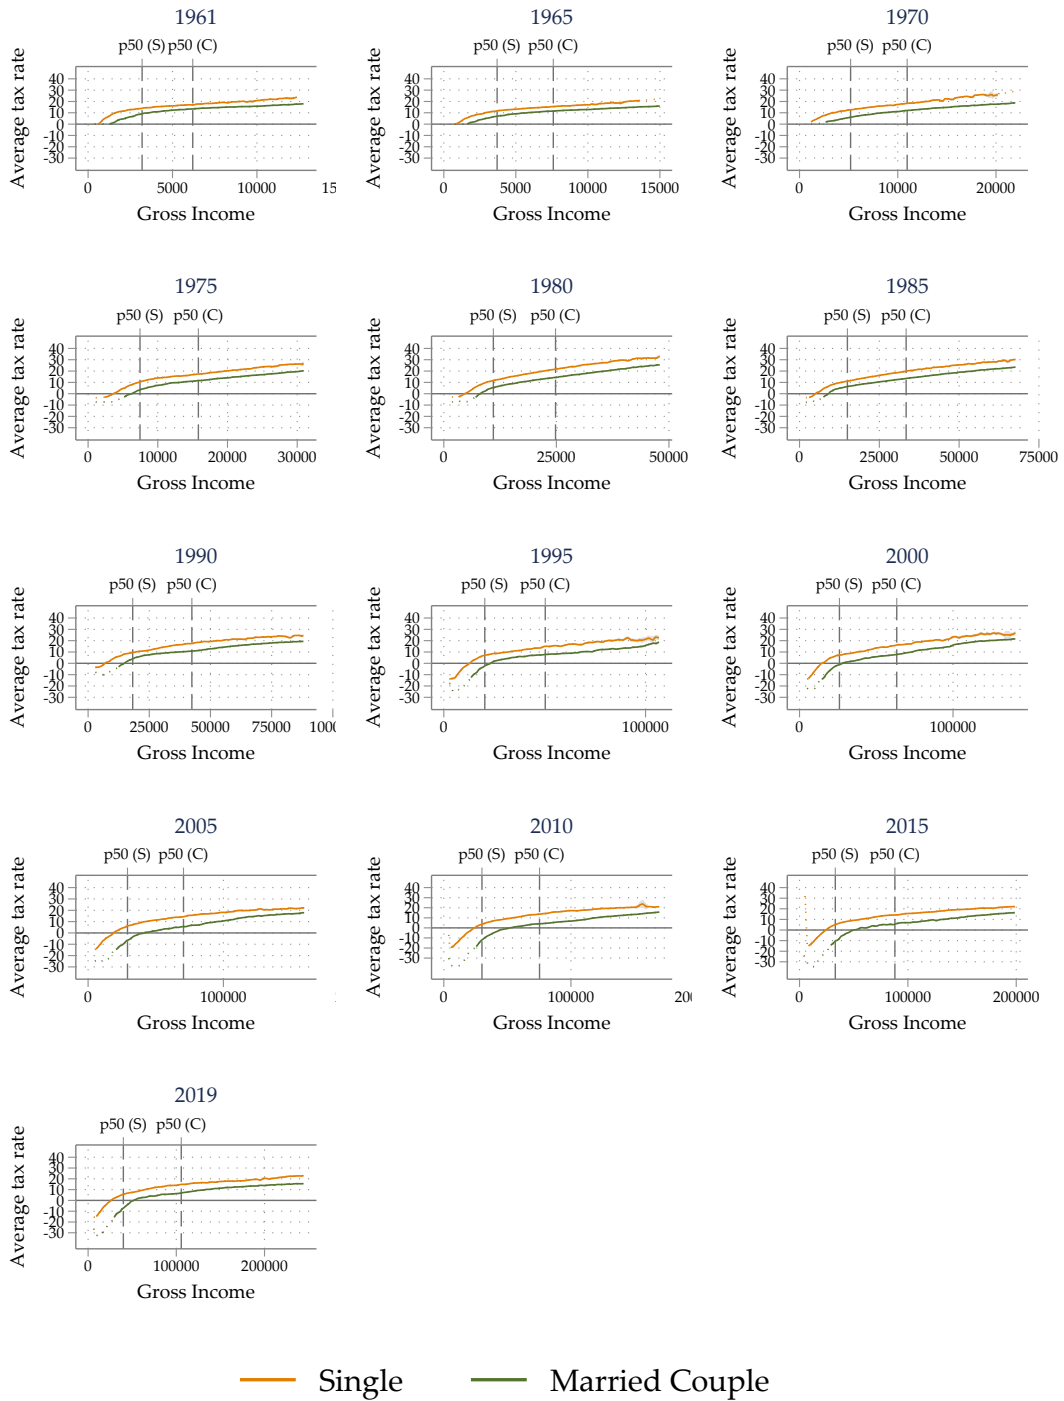 1961 1965 1970
p50 (S) p50 (C) p50 (S) p50 (C) p50 (S) p50 (C)
Average tax rate Average tax rate Average tax rate
40 40 40
30 30 30
20 20 20
10 10 10
0 0 0
-10 -10 -10
-20 -20 -20
-30 -30 -30
0 5000 10000 15 0 5000 10000 15000 0 10000 20000
Gross Income Gross Income Gross Income
1975 1980 1985
p50 (S) p50 (C) p50 (S) p50 (C) p50 (S) p50 (C)
Average tax rate Average tax rate Average tax rate
40 40 40
30 30 30
20 20 20
10 10 10
0 0 0
-10 -10 -10
-20 -20 -20
-30 -30 -30
0 10000 20000 30000 0 25000 50000 0 25000 50000 75000
Gross Income Gross Income Gross Income
1990 1995 2000
p50 (S) p50 (C) p50 (S) p50 (C) p50 (S) p50 (C)
Average tax rate Average tax rate Average tax rate
40 40 40
30 30 30
20 20 20
10 10 10
0 0 0
-10 -10 -10
-20 -20 -20
-30 -30 -30
0 25000 50000 75000 1000 0 100000 0 100000
Gross Income Gross Income Gross Income
2005 2010 2015
p50 (S) p50 (C) p50 (S) p50 (C) p50 (S) p50 (C)
Average tax rate Average tax rate Average tax rate
40 40 40
30 30 30
20 20 20
10 10 10
0 0 0
-10 -10 -10
-20 -20 -20
-30 -30 -30
0 100000 0 100000 200 0 100000 200000
Gross Income Gross Income Gross Income
2019
p50 (S) p50 (C)
Average tax rate
40
30
20
10
0
-10
-20
-30
0 100000 200000
Gross Income
Single Married Couple